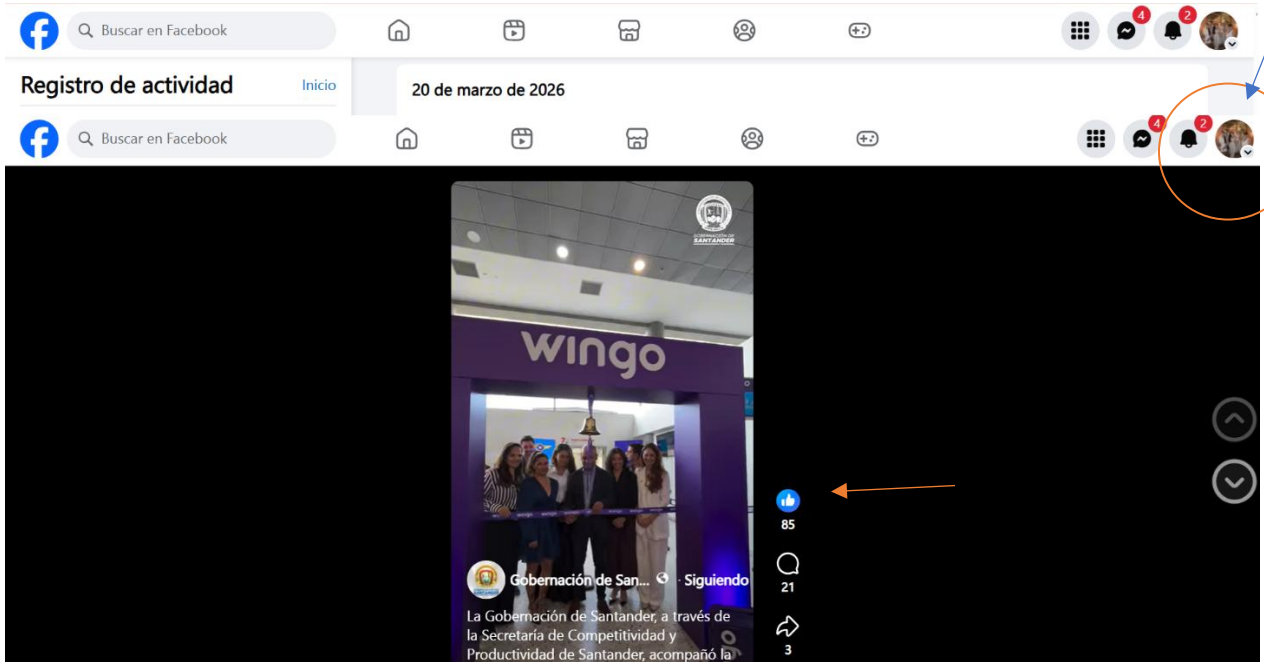 Buscar en Facebook
4
2
Registro de actividad
Inicio
20 de marzo de 2026
Buscar en Facebook
4
2
GOBERNACIÓN DE
SANTANDER
wingo
wingo
85
Gobernación de San... · Siguiendo
21
La Gobernación de Santander, a través de
la Secretaría de Competitividad y
Productividad de Santander, acompañó la
3